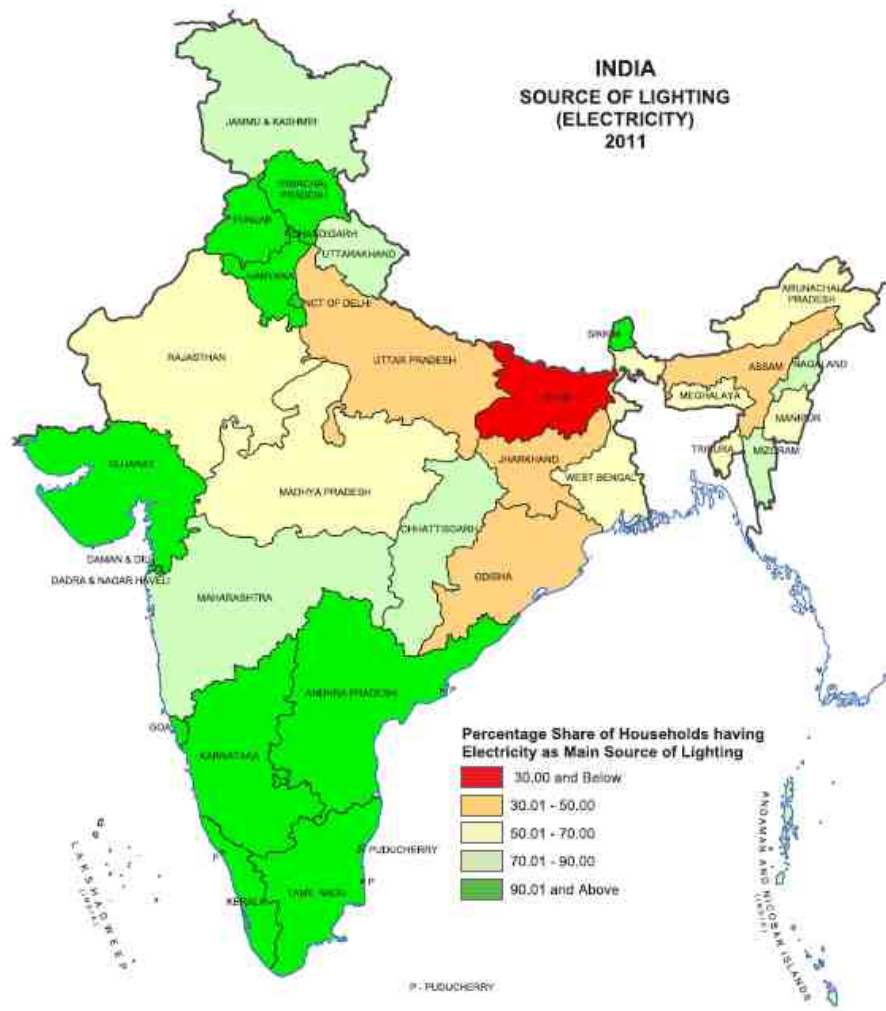 INDIA
SOURCE OF LIGHTING
(ELECTRICITY)
2011
JAMMU & KASHMIR
HIMACHAL
PRADESH
PUNJAB
CHANDIGARH
UTTARAKHAND
HARYANA
NCT OF DELHI
ARUNACHAL
PRADESH
RAJASTHAN
UTTAR PRADESH
SIKKIM
ASSAM
NAGALAND
BIHAR
MEGHALAYA
MANIPUR
GUJARAT
JHARKHAND
TRIPURA
MIZORAM
MADHYA PRADESH
WEST BENGAL
CHHATTISGARH
DAMAN & DIU
DADRA & NAGAR HAVELI
ODISHA
MAHARASHTRA
ANDHRA PRADESH
P
GOA
KARNATAKA
Percentage Share of Households having
Electricity as Main Source of Lighting
30.00 and Below
30.01 - 50.00
50.01 - 70.00
70.01 - 90.00
90.01 and Above
P
PUDUCHERRY
P
KERALA
TAMIL NADU
LAKSHADWEEP
(INDIA)
ANDAMAN AND NICOBAR ISLANDS
(INDIA)
P - PUDUCHERRY